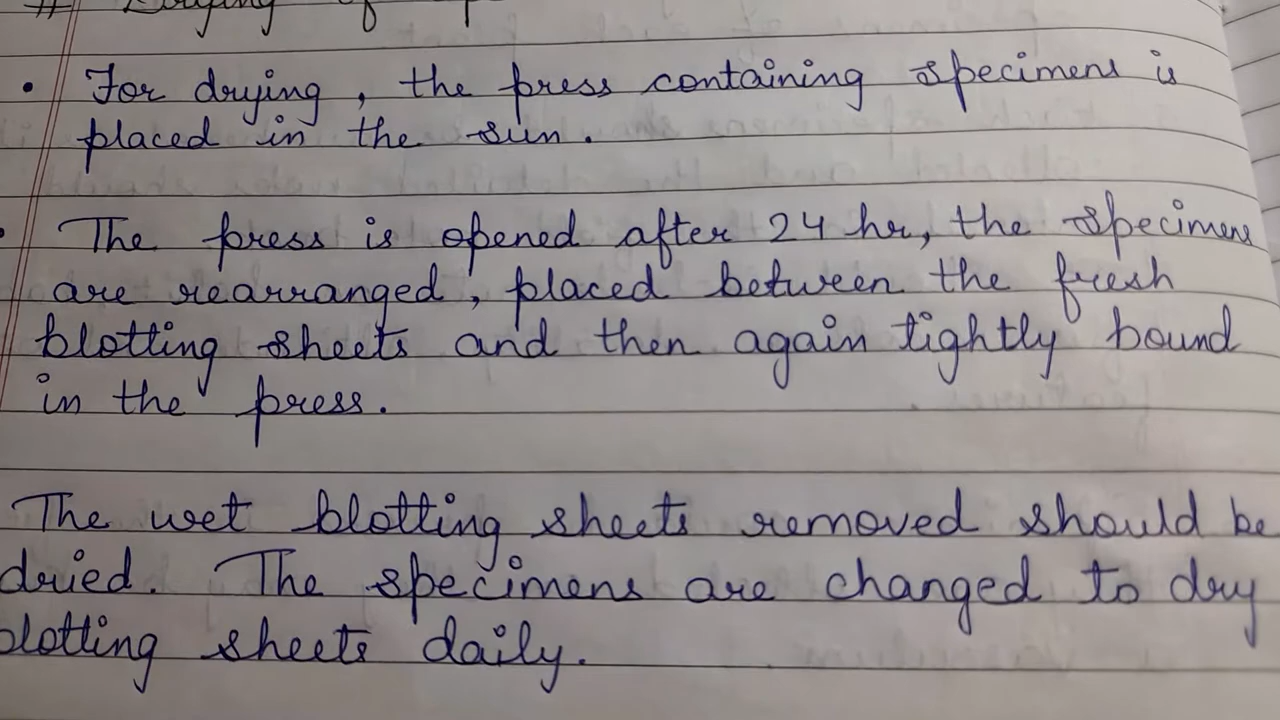 # Drying of
• For drying, the press containing specimens is
placed in the sun.
• The press is opened after 24 hr, the specimens
are rearranged, placed between the fresh
blotting sheets and then again tightly bound
in the press.
The wet blotting sheets removed should be
dried. The specimens are changed to dry
blotting sheets daily.